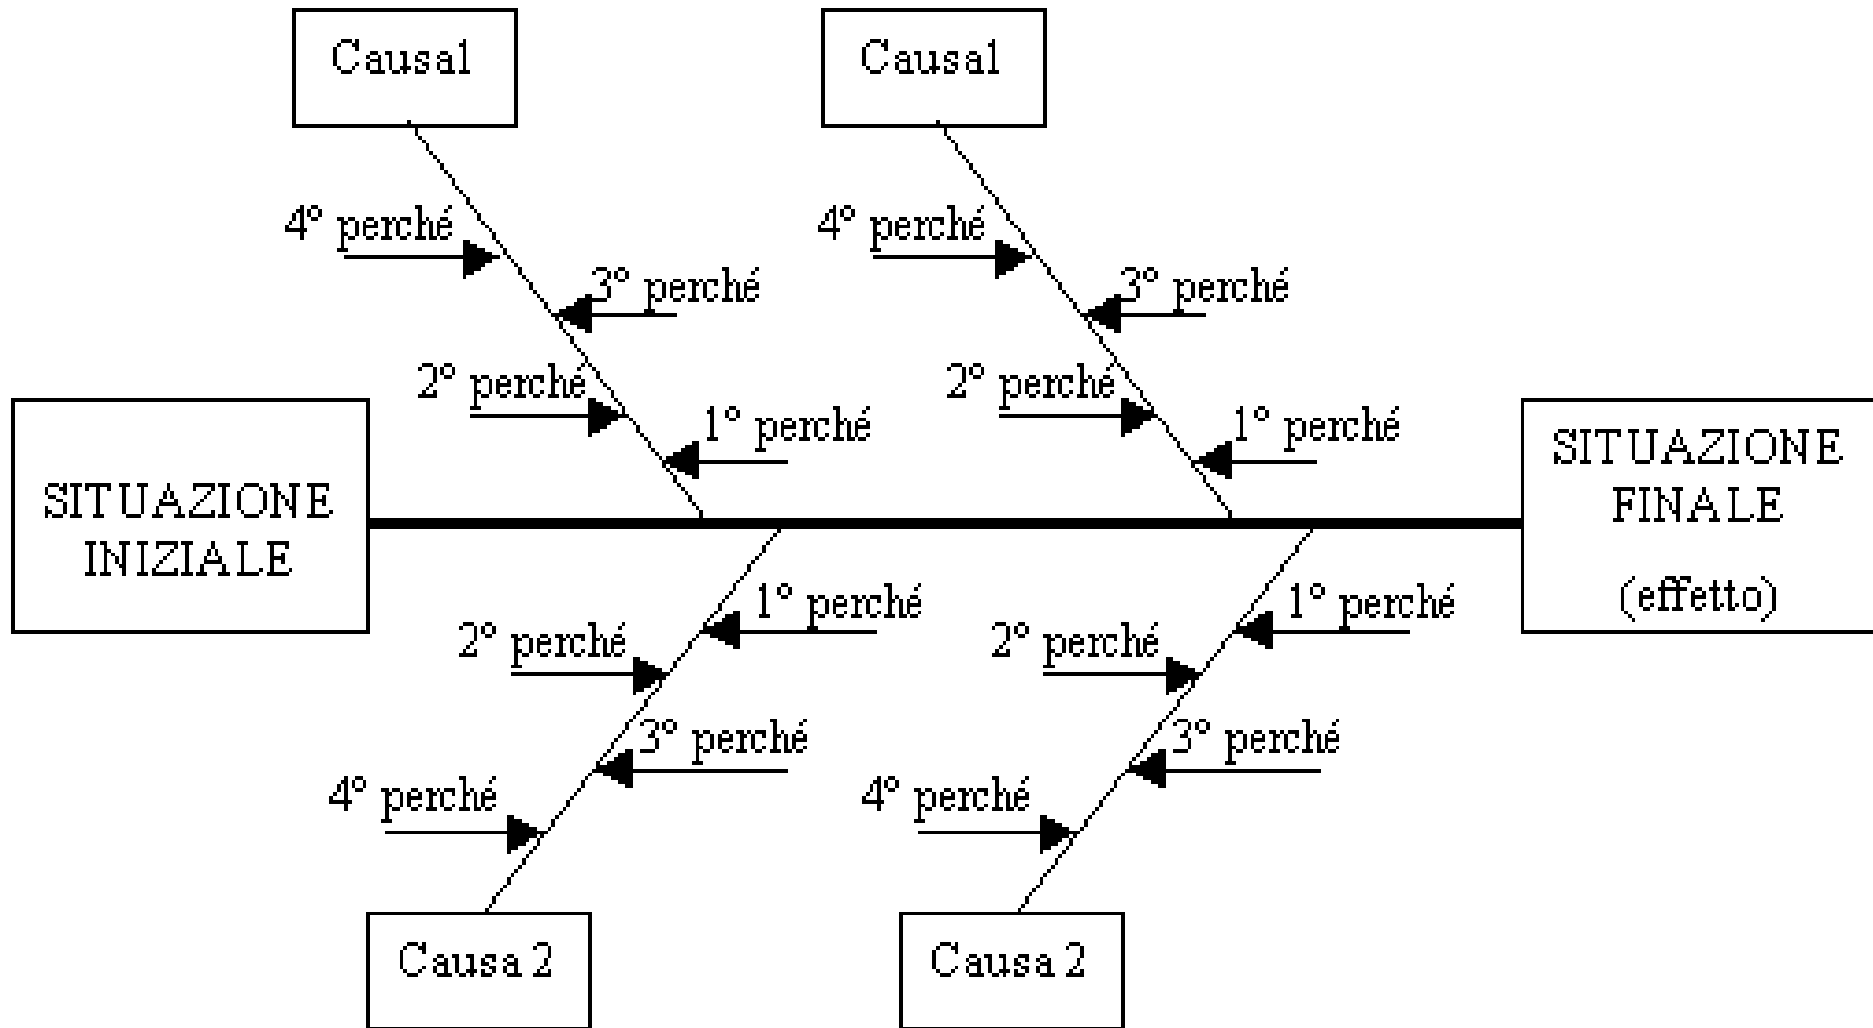 Causa1
Causa1
4° perché
4° perché
3° perché
3° perché
2° perché
2° perché
1° perché
1° perché
SITUAZIONE
INIZIALE
SITUAZIONE
FINALE
(effetto)
1° perché
1° perché
2° perché
2° perché
3° perché
3° perché
4° perché
4° perché
Causa 2
Causa 2